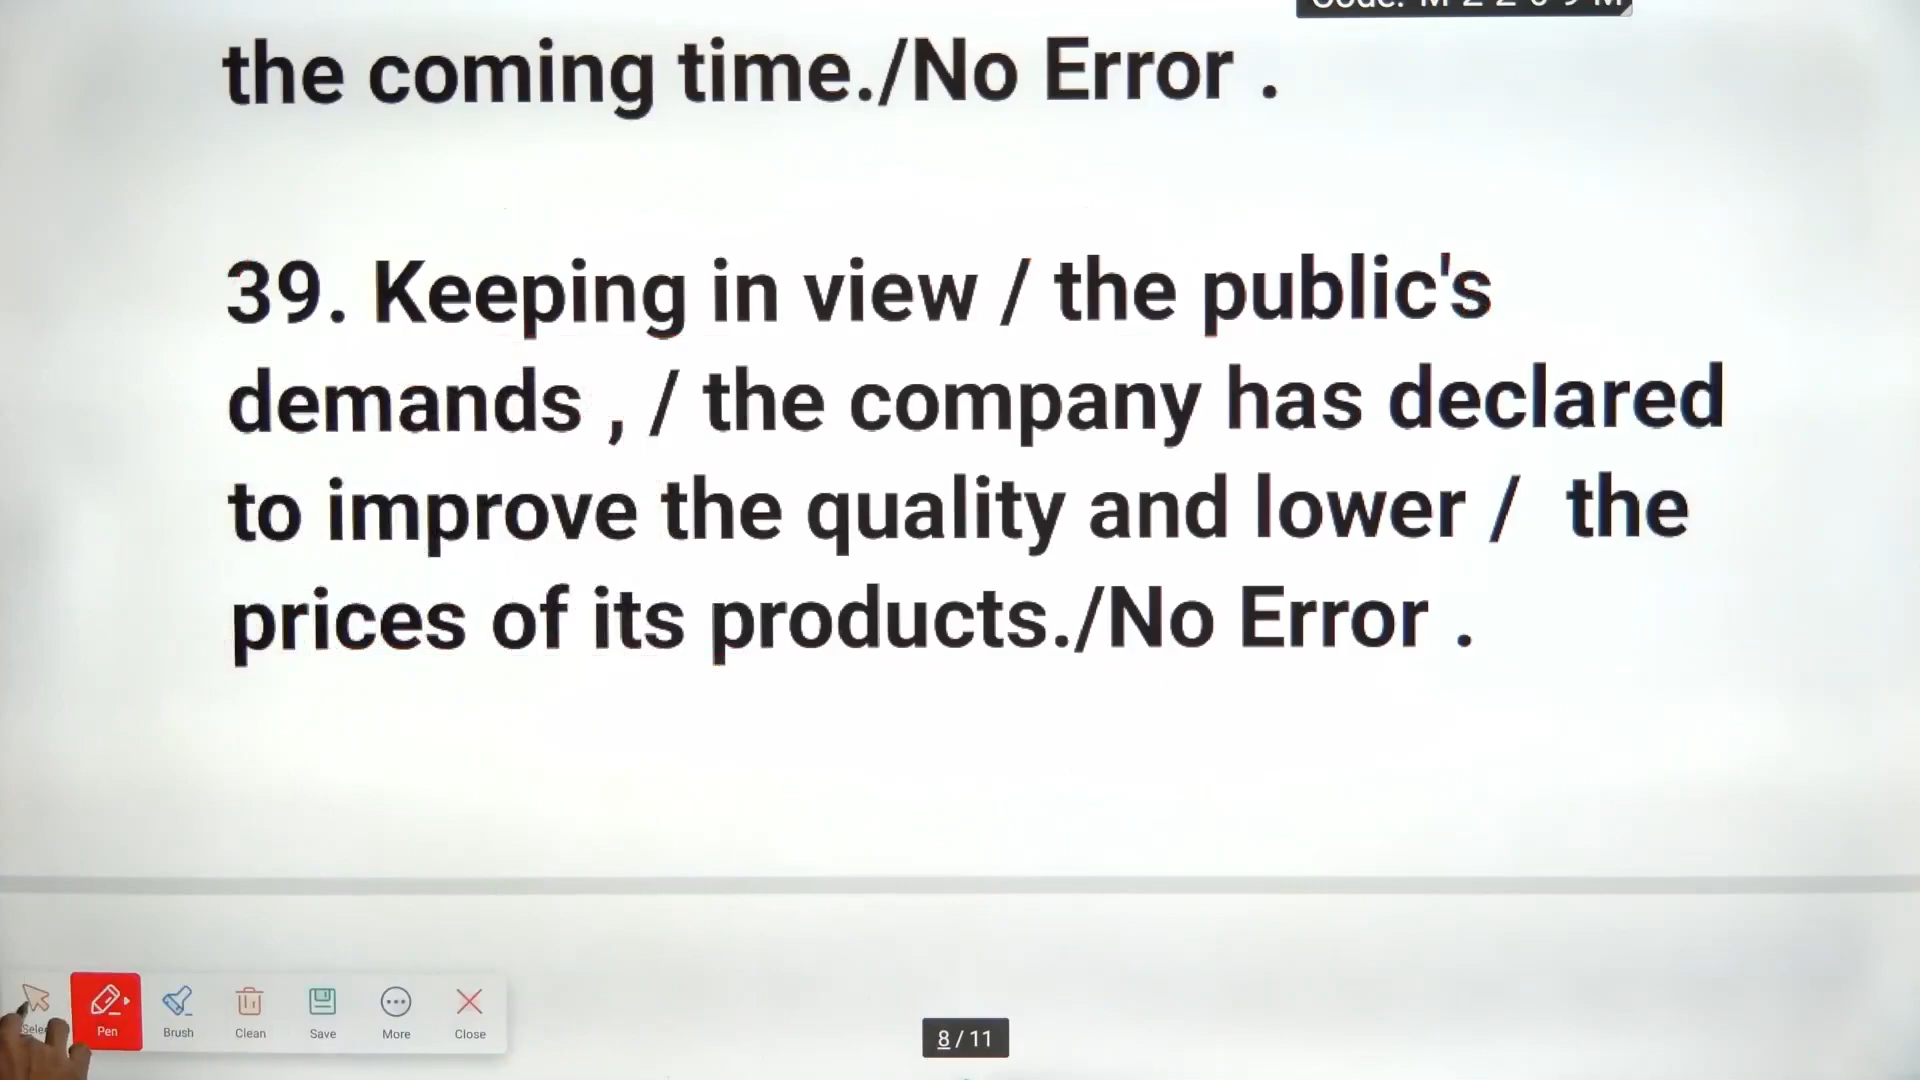 the coming time./No Error .
39. Keeping in view / the public's
demands , / the company has declared
to improve the quality and lower / the
prices of its products./No Error .
Pen
Brush
Clean
Save
More
Close
8 / 11